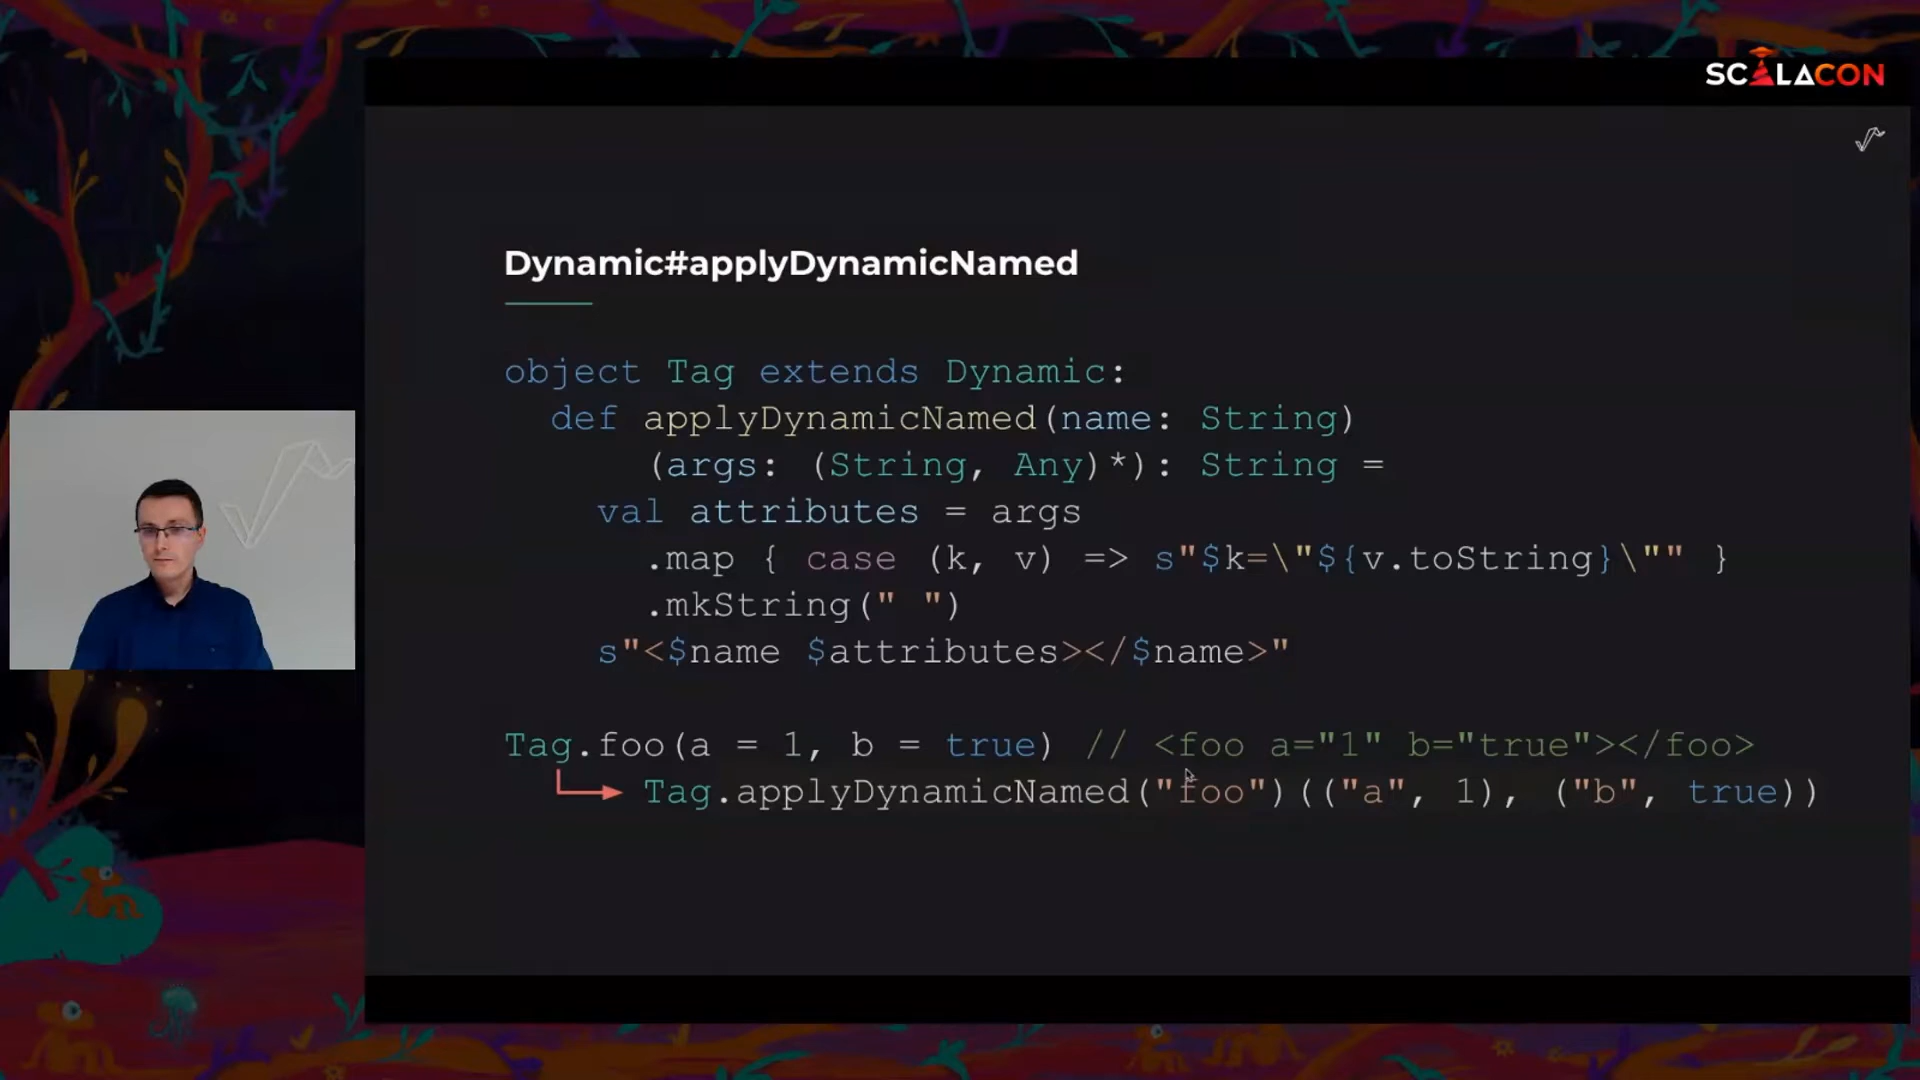 SCALACON
Dynamic#applyDynamicNamed
object Tag extends Dynamic:
  def applyDynamicNamed(name: String)
      (args: (String, Any)*): String =
    val attributes = args
      .map { case (k, v) => s"$k=\"${v.toString}\"" }
      .mkString(" ")
    s"<$name $attributes></$name>"
Tag.foo(a = 1, b = true) // <foo a="1" b="true"></foo>
Tag.applyDynamicNamed("foo")(("a", 1), ("b", true))